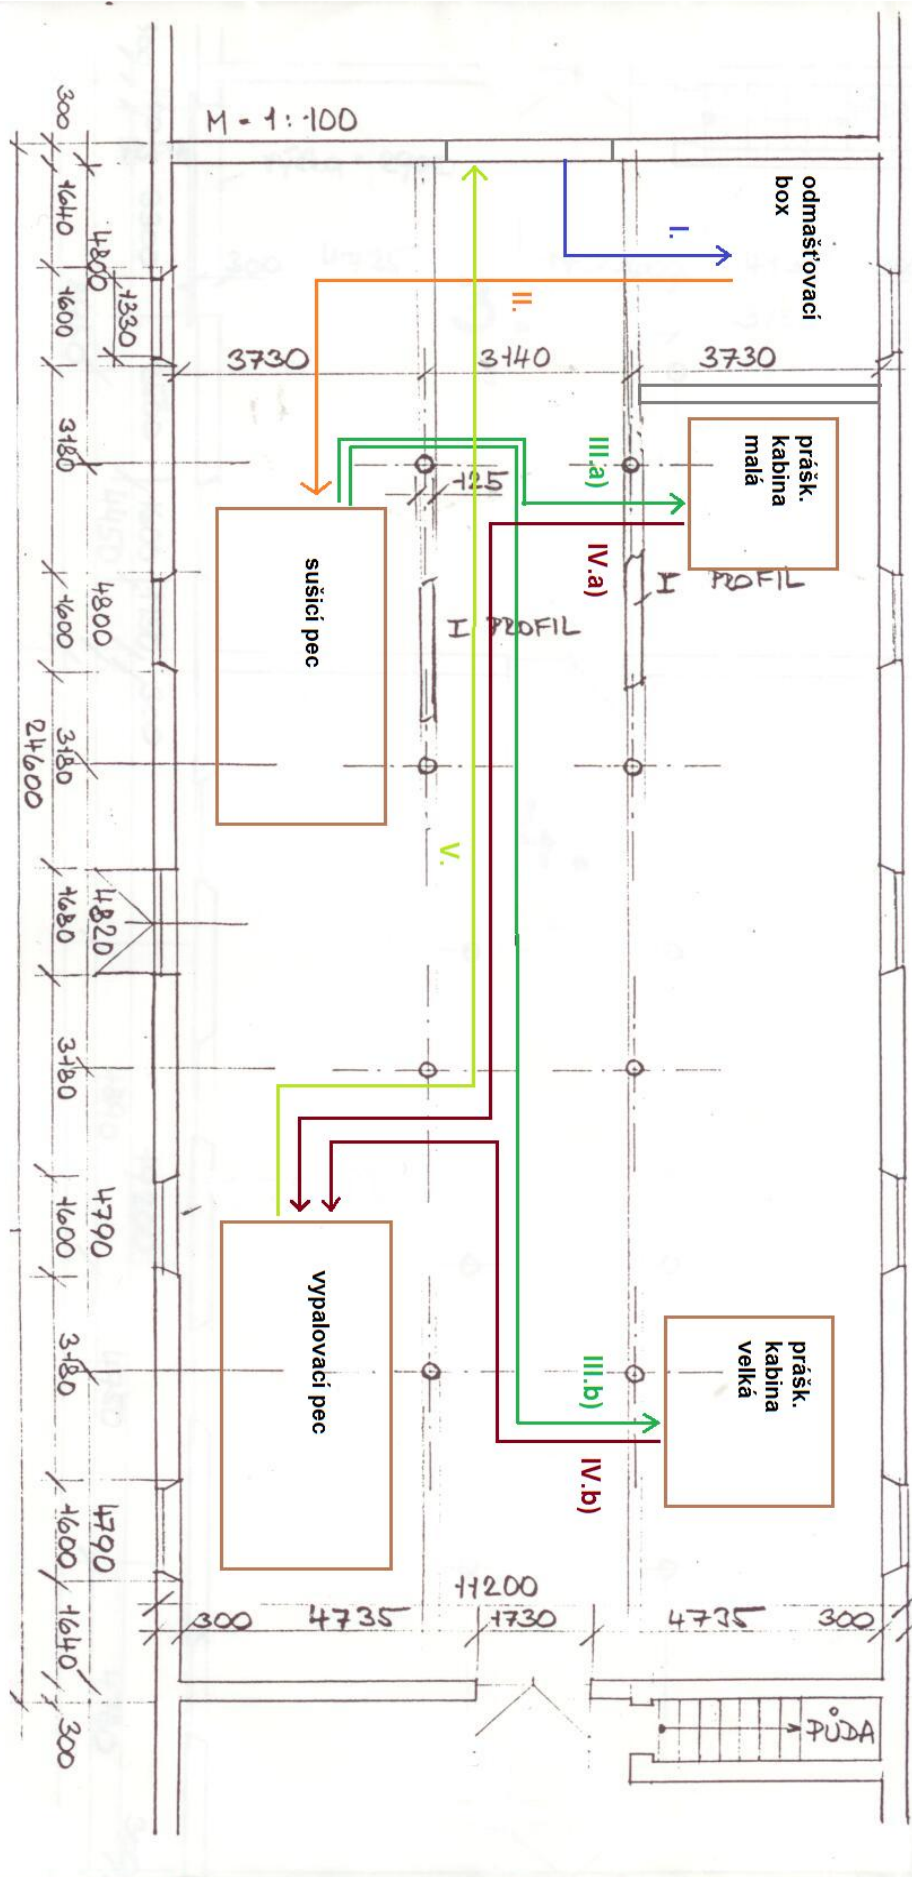 M = 1:100
odmašťovací
box
I.
II.
3730
3140
3730
prášk.
kabina
malá
III.a)
125
IV.a)
I PROFIL
I PROFIL
sušicí pec
V.
vypalovací pec
prášk.
kabina
velká
III.b)
IV.b)
11200
300
4735
1730
4735
300
PŮDA
300
1640
1600
3180
1600
3180
1680
3180
1600
3180
1600
1640
300
4800
1330
4800
4820
4790
4790
24600